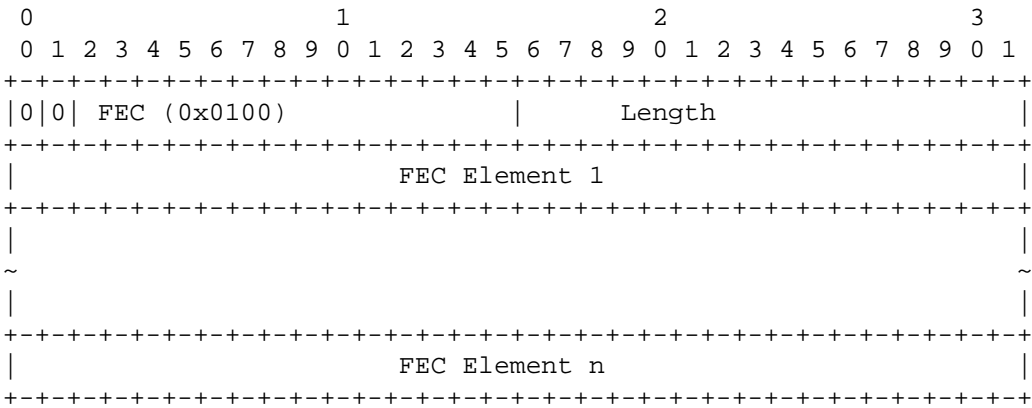 0                   1                   2                   3
 0 1 2 3 4 5 6 7 8 9 0 1 2 3 4 5 6 7 8 9 0 1 2 3 4 5 6 7 8 9 0 1
+-+-+-+-+-+-+-+-+-+-+-+-+-+-+-+-+-+-+-+-+-+-+-+-+-+-+-+-+-+-+-+-+
|0|0| FEC (0x0100)              |      Length                   |
+-+-+-+-+-+-+-+-+-+-+-+-+-+-+-+-+-+-+-+-+-+-+-+-+-+-+-+-+-+-+-+-+
|                        FEC Element 1                          |
+-+-+-+-+-+-+-+-+-+-+-+-+-+-+-+-+-+-+-+-+-+-+-+-+-+-+-+-+-+-+-+-+
|                                                               |
~                                                               ~
|                                                               |
+-+-+-+-+-+-+-+-+-+-+-+-+-+-+-+-+-+-+-+-+-+-+-+-+-+-+-+-+-+-+-+-+
|                        FEC Element n                          |
+-+-+-+-+-+-+-+-+-+-+-+-+-+-+-+-+-+-+-+-+-+-+-+-+-+-+-+-+-+-+-+-+